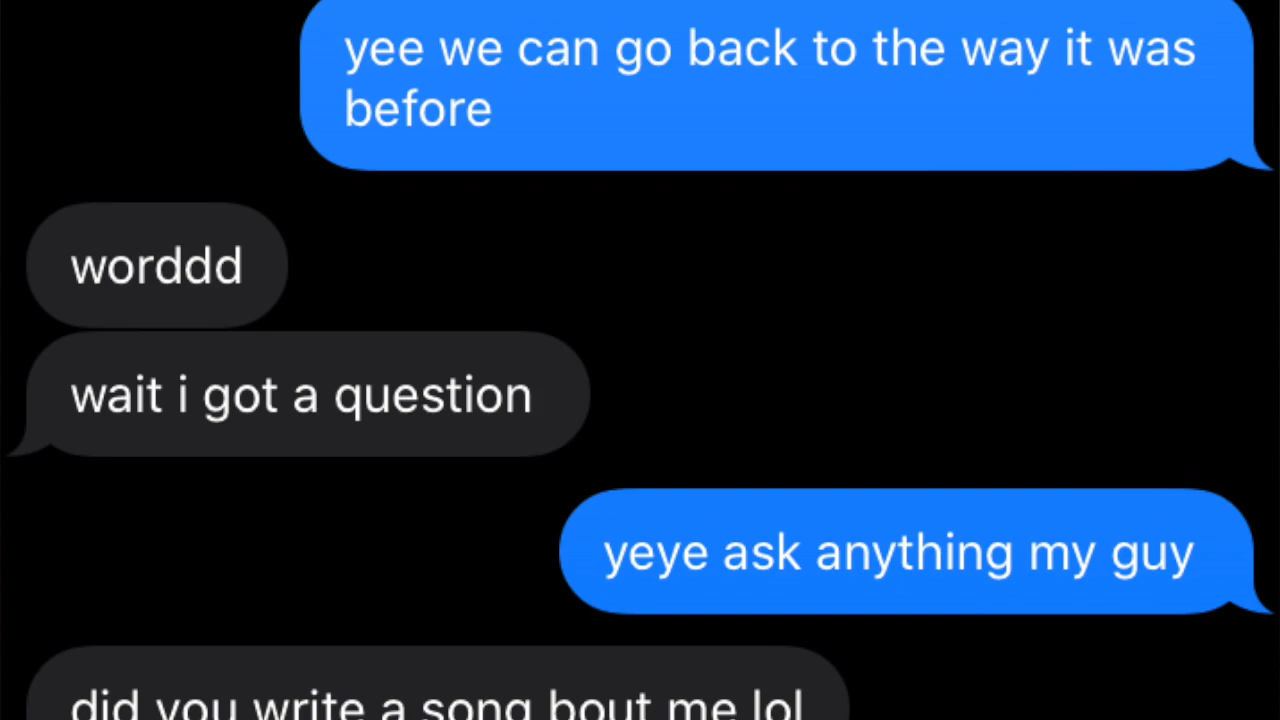 yee we can go back to the way it was
before
worddd
wait i got a question
yeye ask anything my guy
did you write a song bout me lol